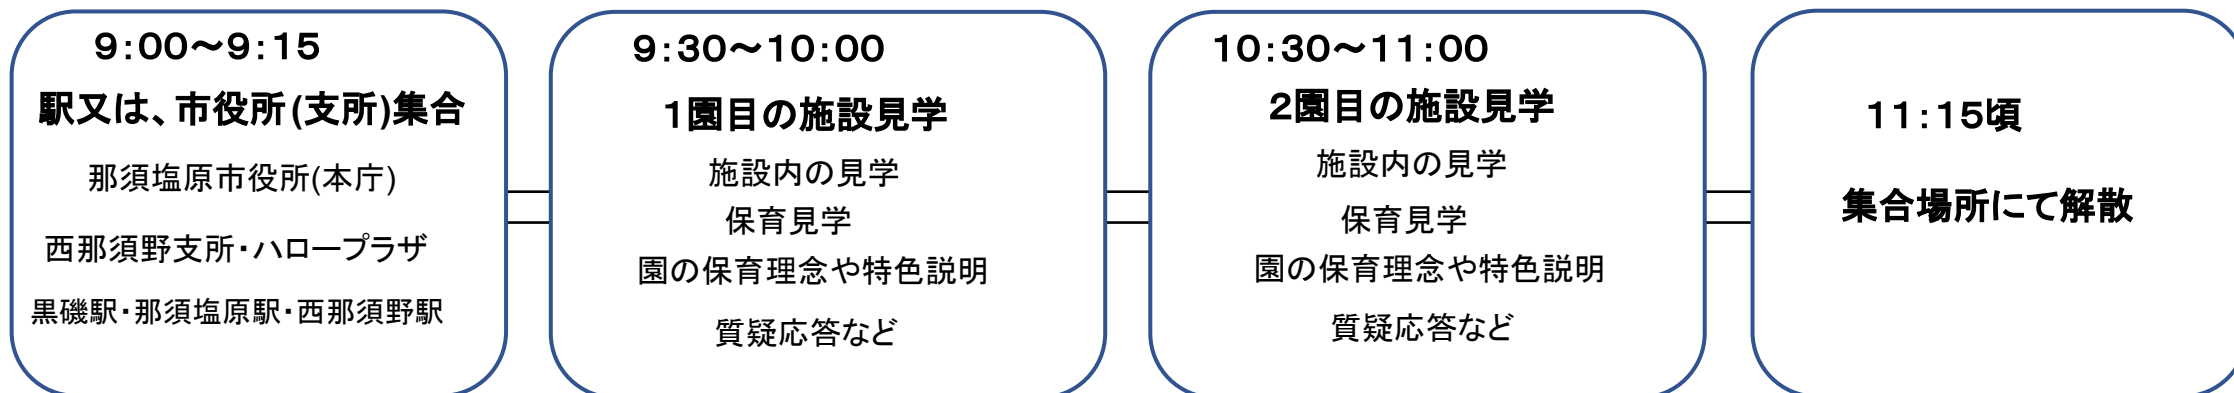 9:00～9:15
駅又は、市役所(支所)集合
那須塩原市役所(本庁)
西那須野支所・ハロープラザ
黒磯駅・那須塩原駅・西那須野駅
9:30～10:00
1園目の施設見学
施設内の見学
保育見学
園の保育理念や特色説明
質疑応答など
10:30～11:00
2園目の施設見学
施設内の見学
保育見学
園の保育理念や特色説明
質疑応答など
11:15頃
集合場所にて解散